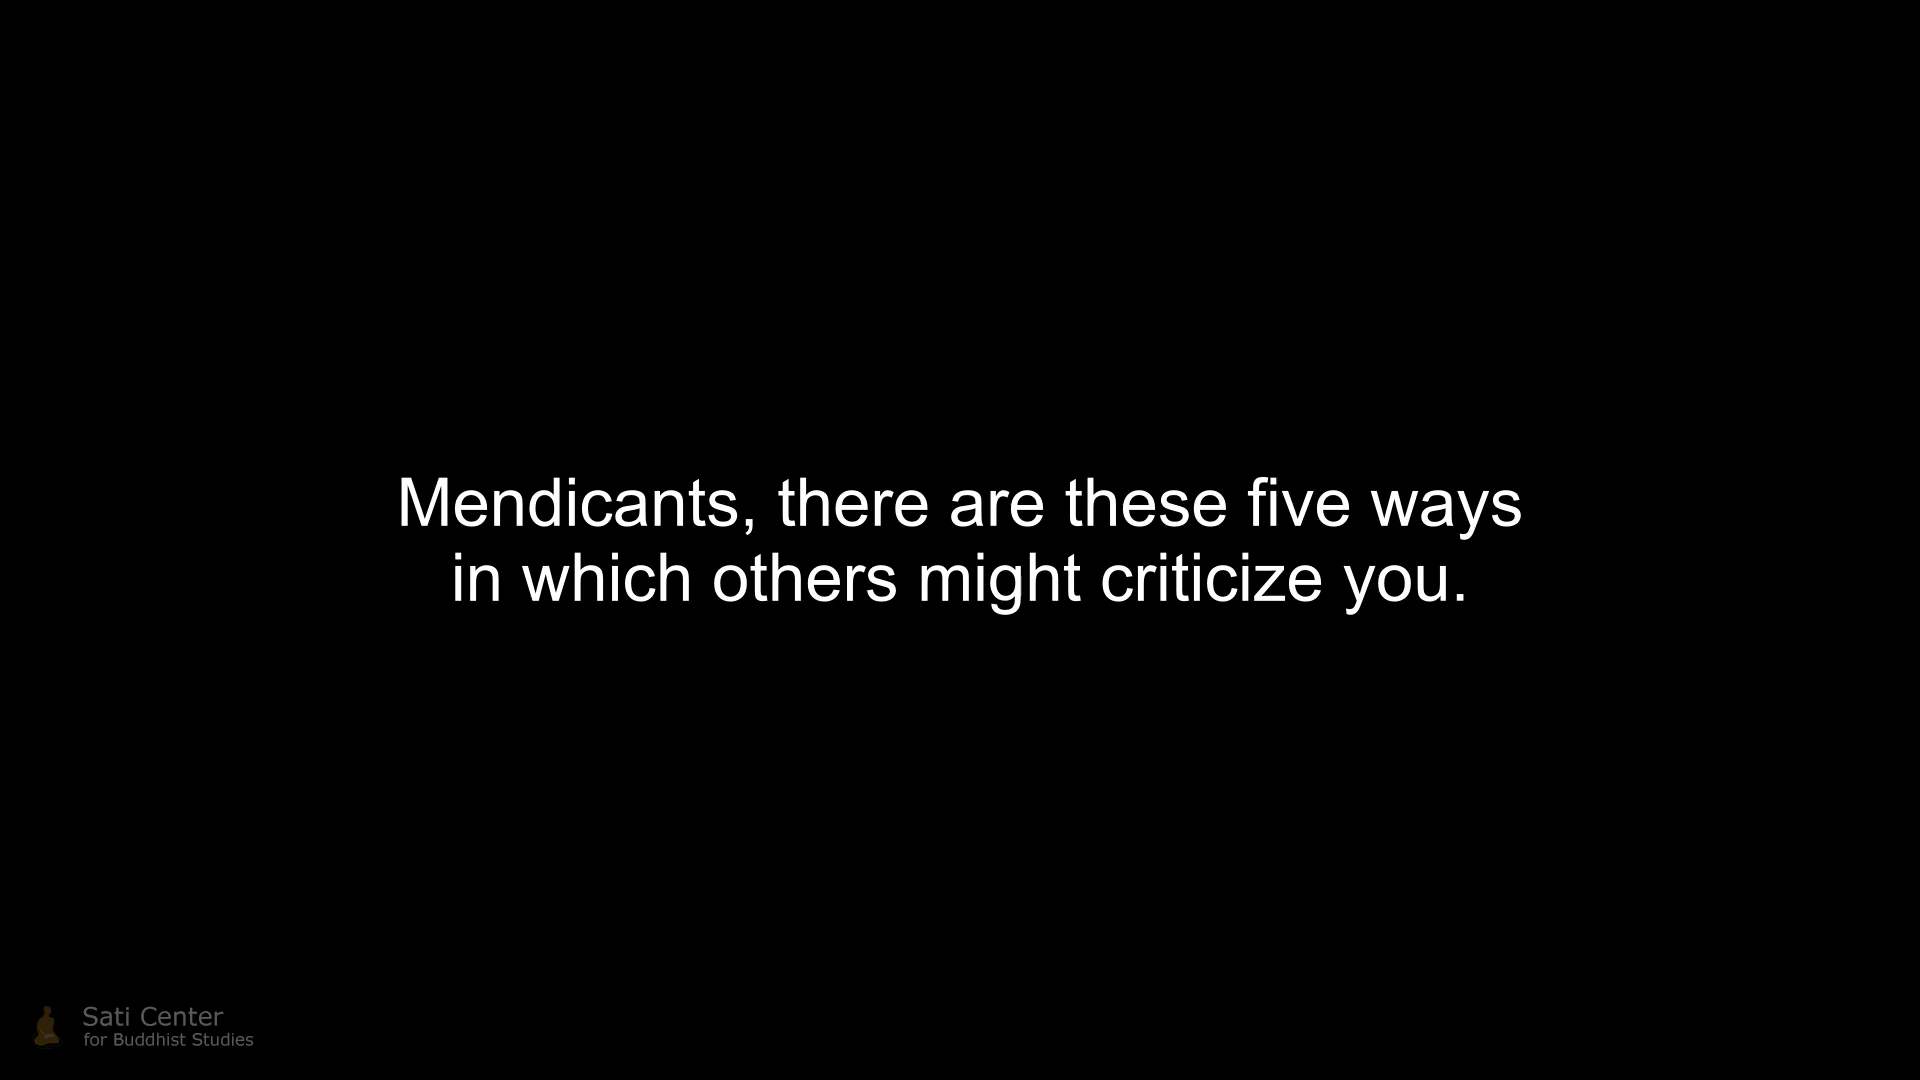 Mendicants, there are these five ways
in which others might criticize you.
Sati Center
for Buddhist Studies